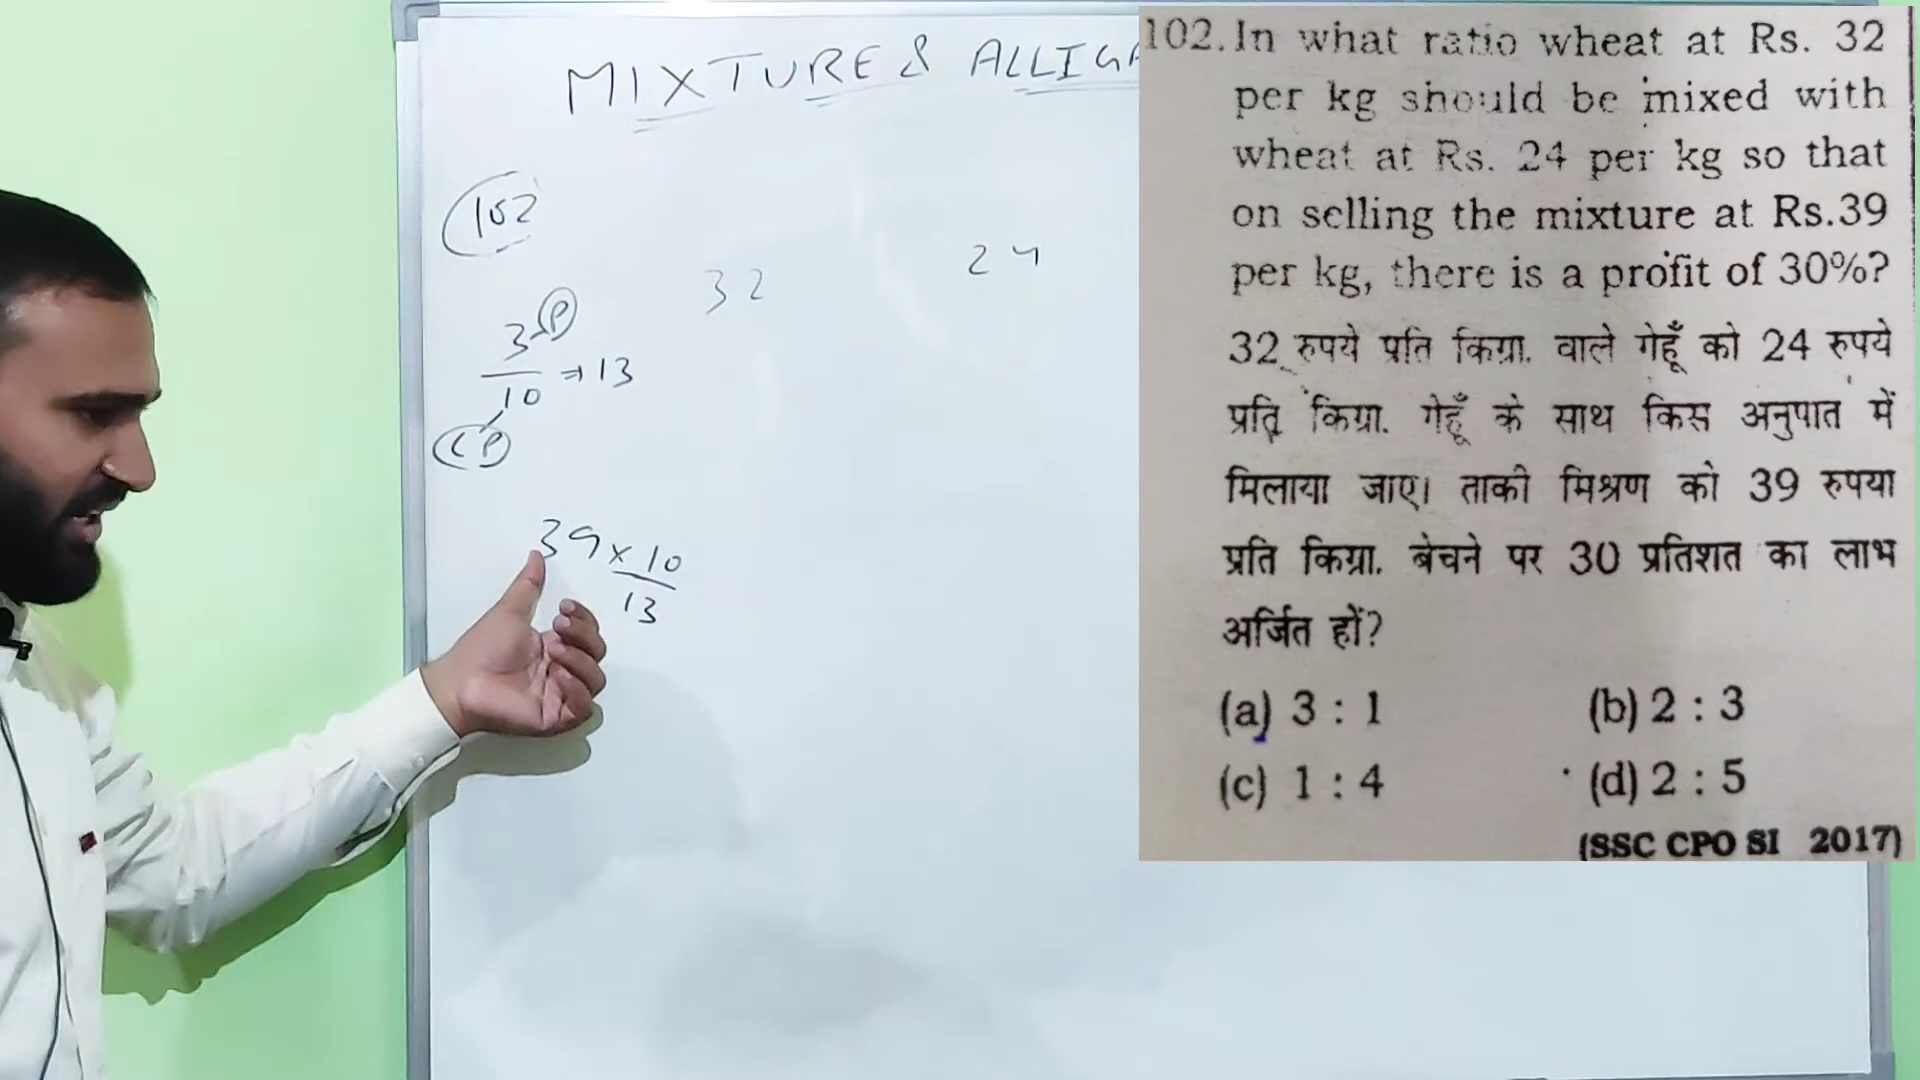 MIXTURE & ALLIGA
102
32
24
3 P
10 ⇒ 13
CP
39 × 10
13
102. In what ratio wheat at Rs. 32
per kg should be mixed with
wheat at Rs. 24 per kg so that
on selling the mixture at Rs.39
per kg, there is a profit of 30%?
32 रुपये प्रति किग्रा. वाले गेहूँ को 24 रुपये
प्रति किग्रा. गेहूँ के साथ किस अनुपात में
मिलाया जाए। ताकी मिश्रण को 39 रुपया
प्रति किग्रा. बेचने पर 30 प्रतिशत का लाभ
अर्जित हों?
(a) 3 : 1 (b) 2 : 3
(c) 1 : 4 (d) 2 : 5
(SSC CPO SI 2017)